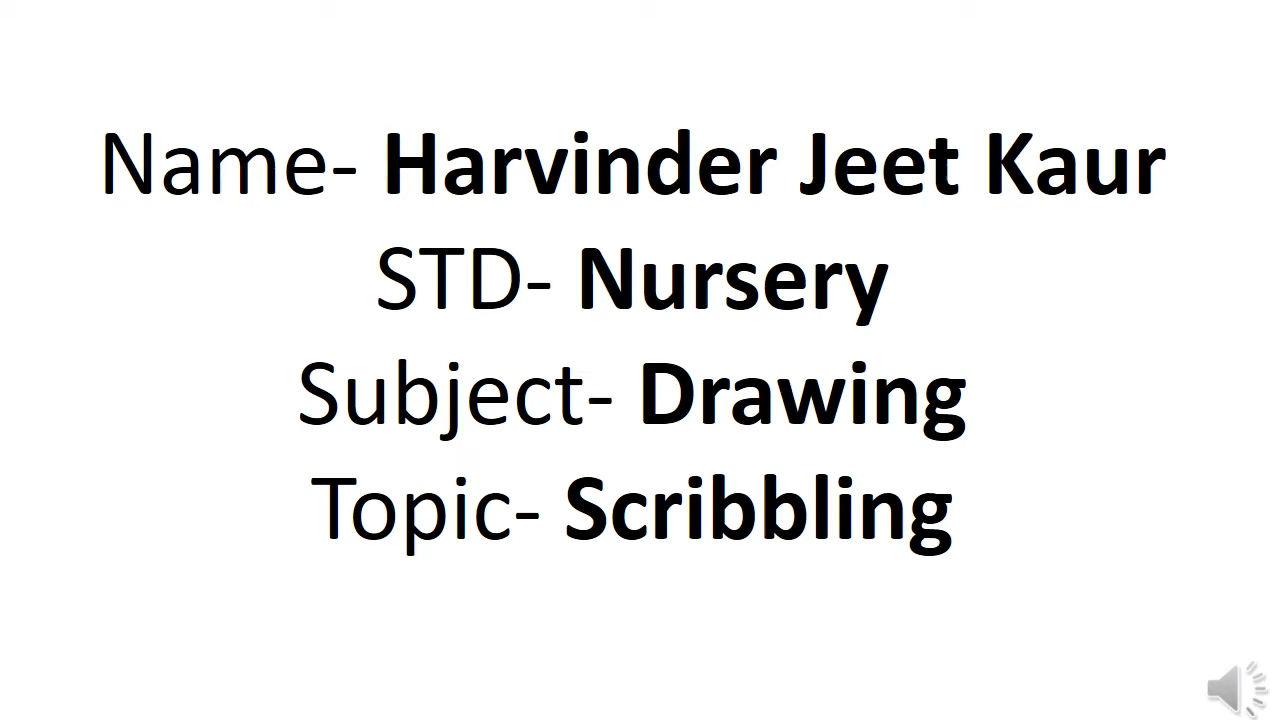 Name- Harvinder Jeet Kaur
STD- Nursery
Subject- Drawing
Topic- Scribbling